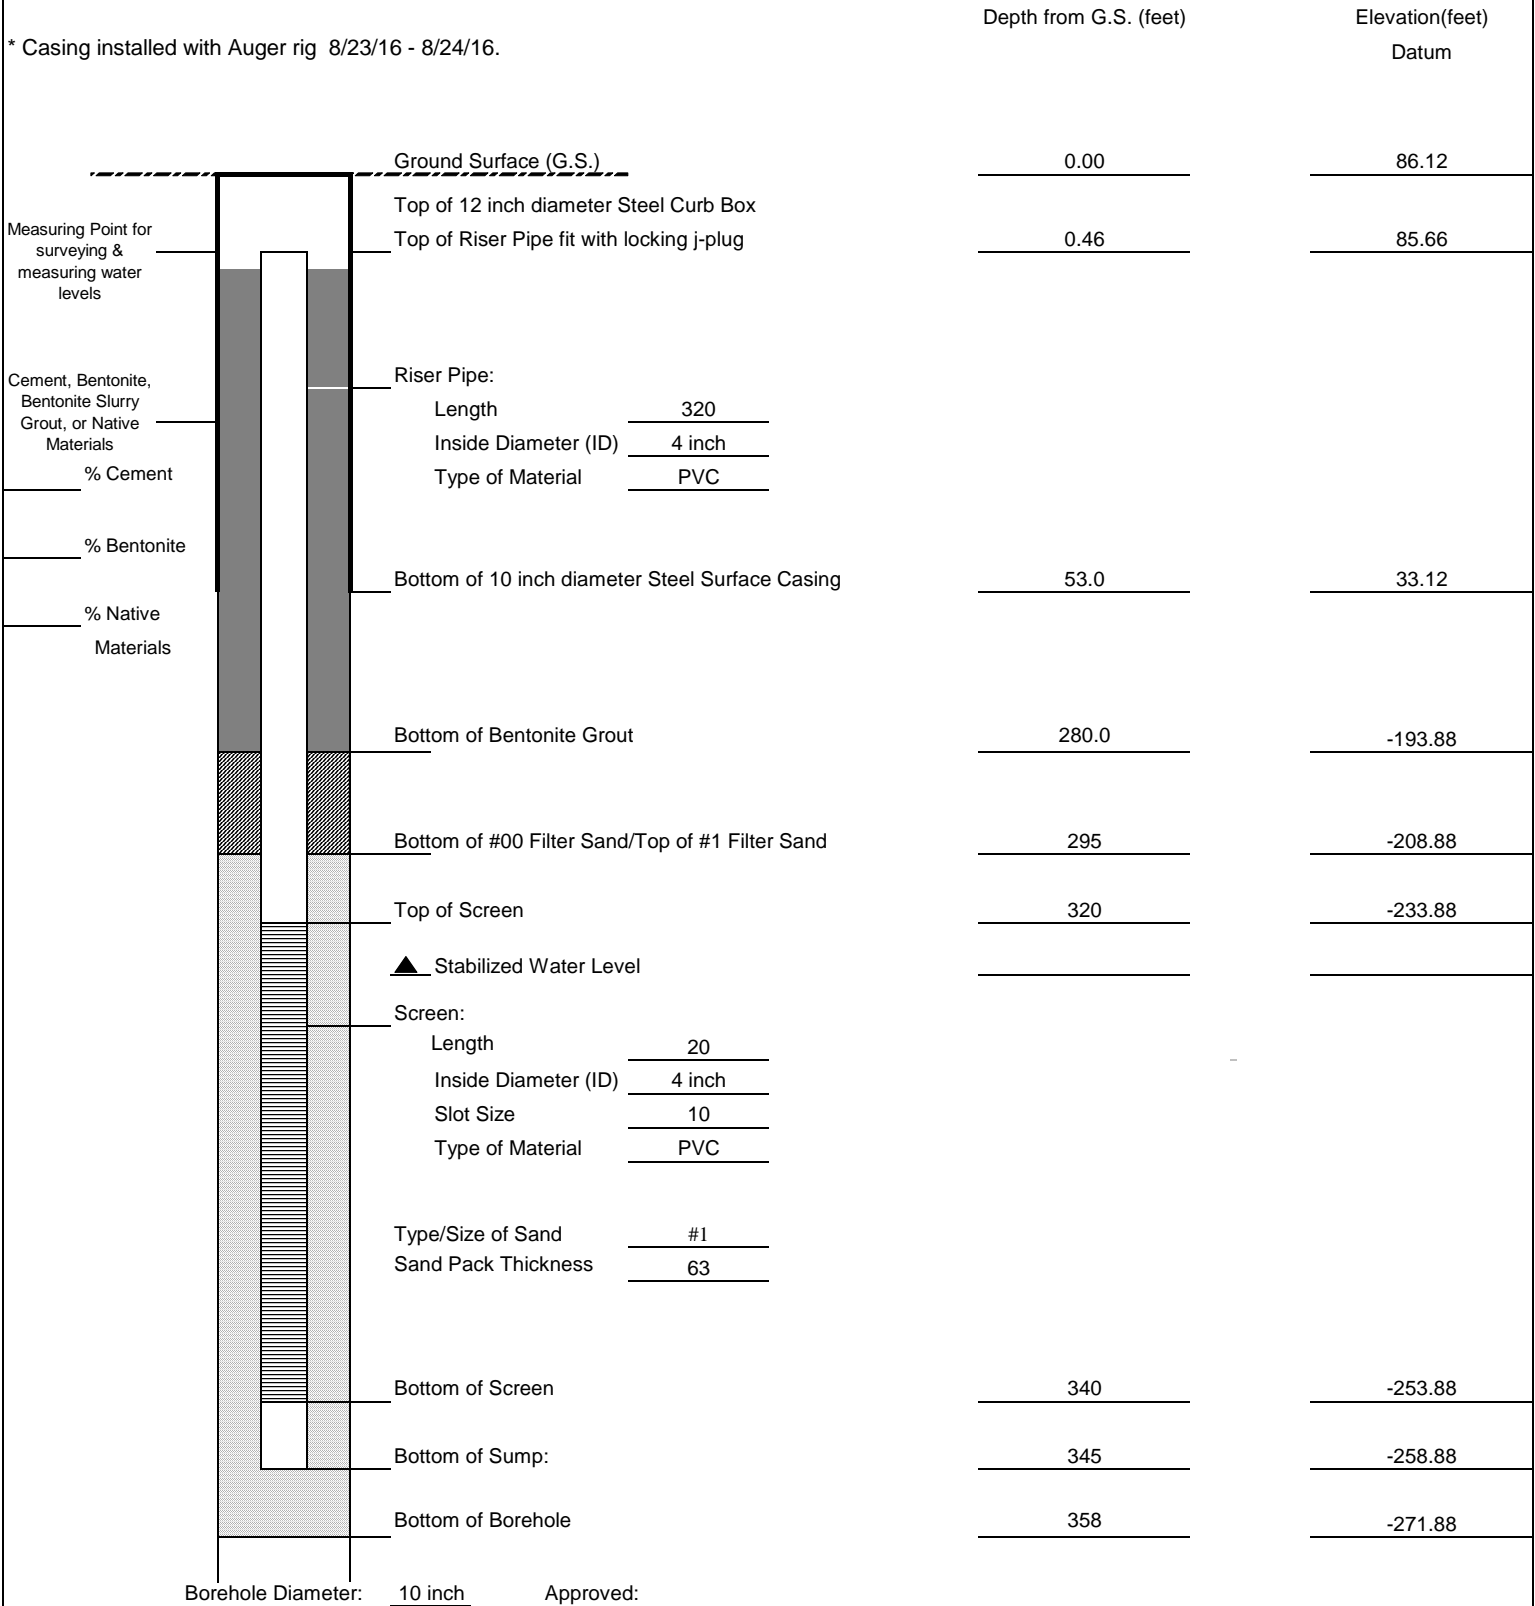 Depth from G.S. (feet) Elevation(feet)
* Casing installed with Auger rig 8/23/16 - 8/24/16. Datum
Ground Surface (G.S.) 0.00 86.12
Top of 12 inch diameter Steel Curb Box
Measuring Point for
surveying &
measuring water
levels
Top of Riser Pipe fit with locking j-plug 0.46 85.66
Cement, Bentonite,
Bentonite Slurry
Grout, or Native
Materials
Riser Pipe:
Length 320
Inside Diameter (ID) 4 inch
Type of Material PVC
% Cement
% Bentonite
Bottom of 10 inch diameter Steel Surface Casing 53.0 33.12
% Native
Materials
Bottom of Bentonite Grout 280.0 -193.88
Bottom of #00 Filter Sand/Top of #1 Filter Sand 295 -208.88
Top of Screen 320 -233.88
Stabilized Water Level
Screen:
Length 20
Inside Diameter (ID) 4 inch
Slot Size 10
Type of Material PVC
Type/Size of Sand #1
Sand Pack Thickness 63
Bottom of Screen 340 -253.88
Bottom of Sump: 345 -258.88
Bottom of Borehole 358 -271.88
Borehole Diameter: 10 inch Approved: